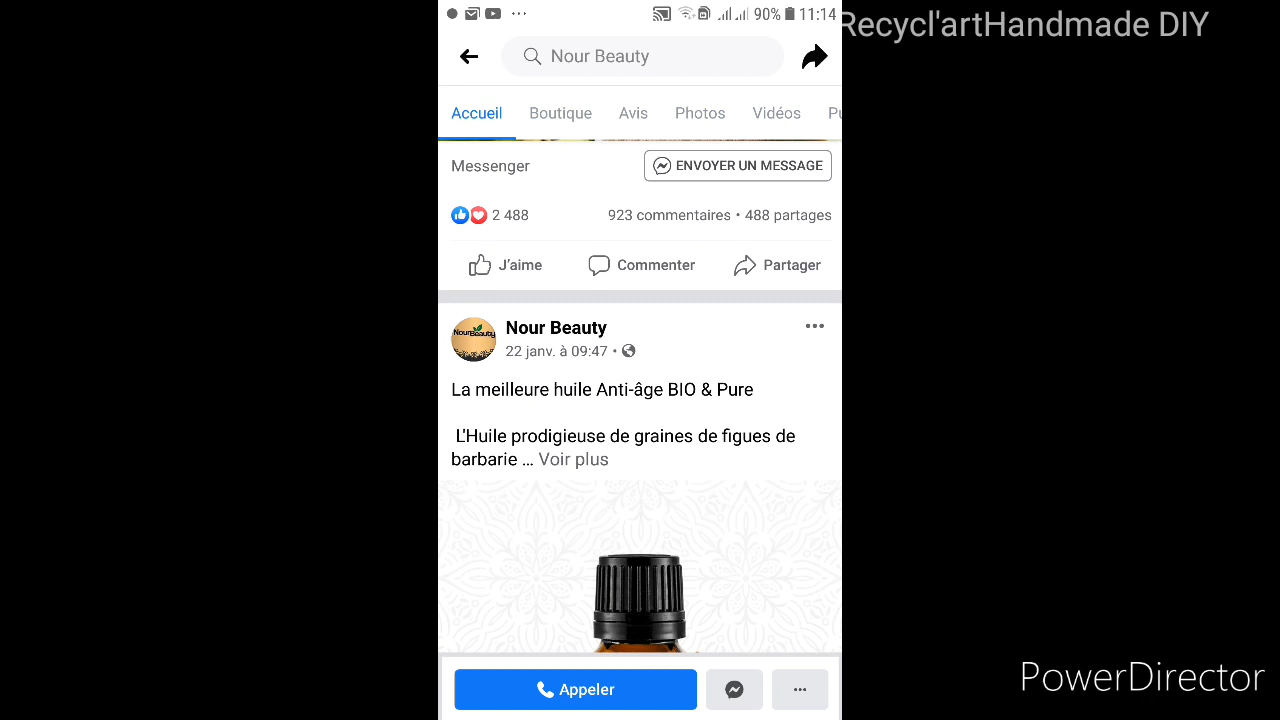 90% 11:14
Recycl'artHandmade DIY
Nour Beauty
Accueil Boutique Avis Photos Vidéos Pu
Messenger ENVOYER UN MESSAGE
2 488 923 commentaires • 488 partages
J'aime Commenter Partager
NourBeauty
Nour Beauty
22 janv. à 09:47 •
La meilleure huile Anti-âge BIO & Pure
L'Huile prodigieuse de graines de figues de
barbarie ... Voir plus
Appeler
PowerDirector